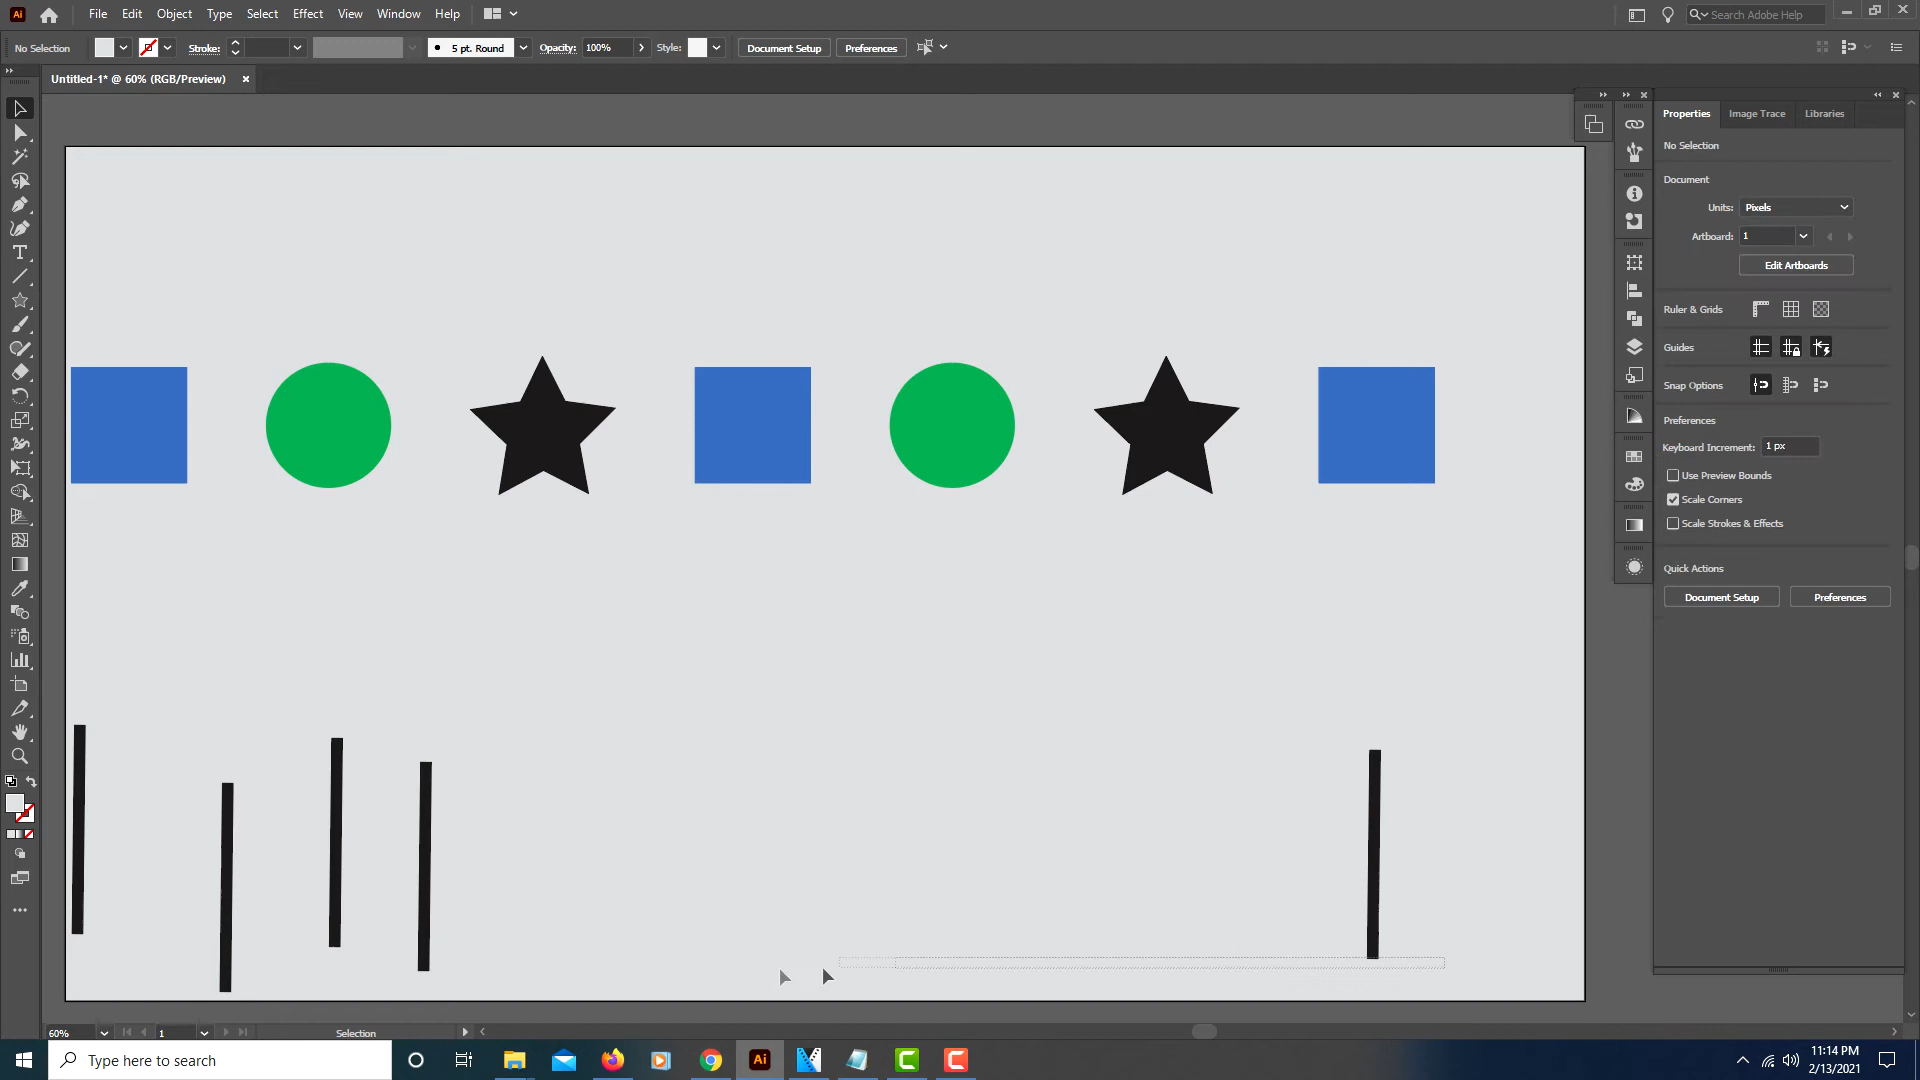 Ai File Edit Object Type Select Effect View Window Help Search Adobe Help
No Selection Stroke: 5 pt. Round Opacity: 100% Style: Document Setup Preferences
Untitled-1* @ 60% (RGB/Preview)
Properties Image Trace Libraries
No Selection
Document
Units: Pixels
Artboard: 1
Edit Artboards
Ruler & Grids
Guides
Snap Options
Preferences
Keyboard Increment: 1 px
Use Preview Bounds
Scale Corners
Scale Strokes & Effects
Quick Actions
Document Setup Preferences
60% 1 Selection
Type here to search Ai 11:14 PM
2/13/2021